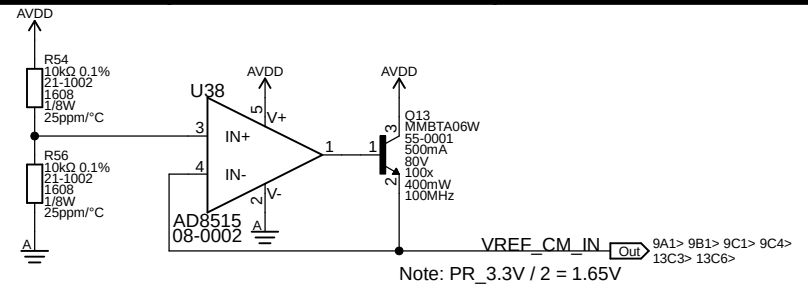 AVDD
R54
10kΩ 0.1%
21-1002
1608
1/8W
25ppm/°C
R56
10kΩ 0.1%
21-1002
1608
1/8W
25ppm/°C
A
U38
AVDD
5
V+
3
IN+
4
IN-
1
2
V-
A
AD8515
08-0002
AVDD
Q13
MMBTA06W
55-0001
500mA
80V
100x
400mW
100MHz
3
1
2
VREF_CM_IN
Out
9A1> 9B1> 9C1> 9C4>
13C3> 13C6>
Note: PR_3.3V / 2 = 1.65V